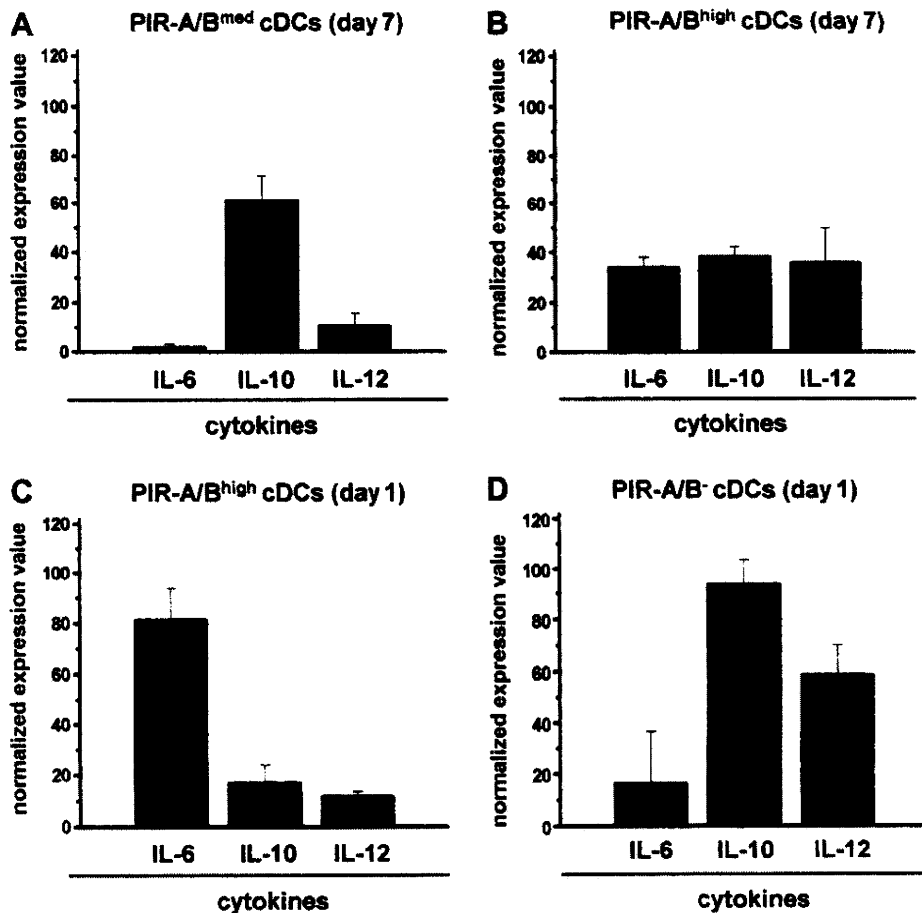 A PIR-A/B^med cDCs (day 7)
normalized expression value
120
100
80
60
40
20
0
IL-6 IL-10 IL-12
cytokines
B PIR-A/B^high cDCs (day 7)
normalized expression value
120
100
80
60
40
20
0
IL-6 IL-10 IL-12
cytokines
C PIR-A/B^high cDCs (day 1)
normalized expression value
120
100
80
60
40
20
0
IL-6 IL-10 IL-12
cytokines
D PIR-A/B^- cDCs (day 1)
normalized expression value
120
100
80
60
40
20
0
IL-6 IL-10 IL-12
cytokines